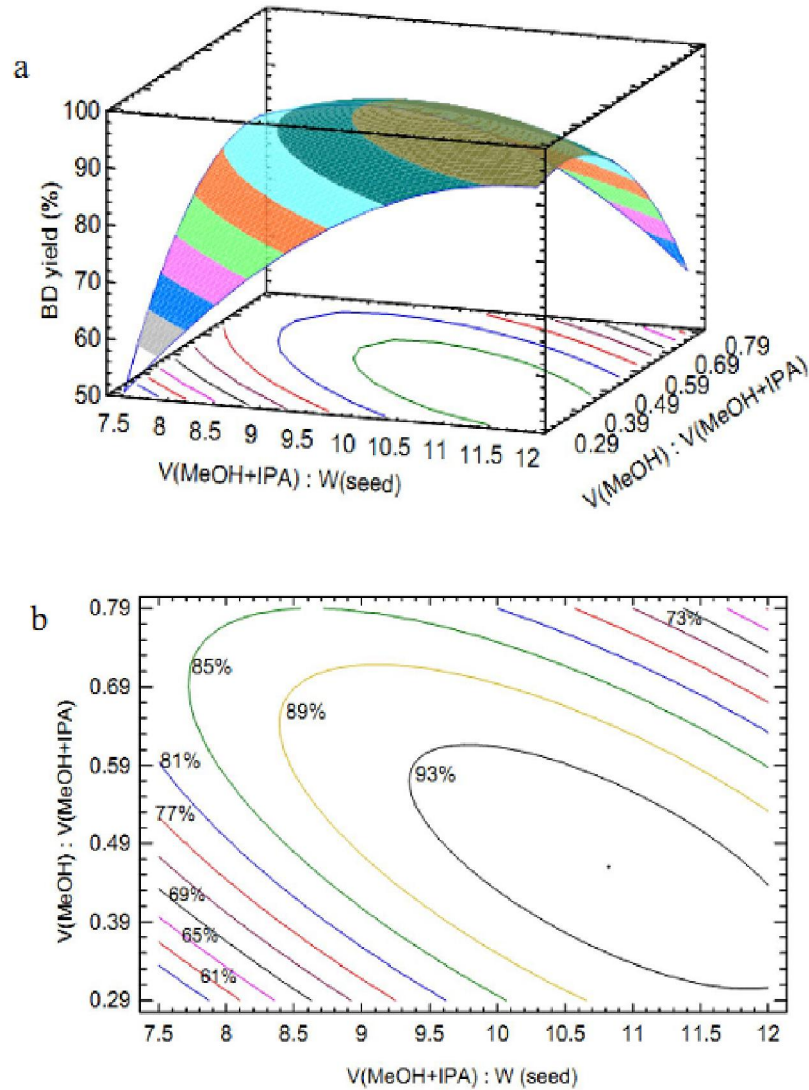 a
100
90
80
70
60
50
BD yield (%)
7.5 8 8.5 9 9.5 10 10.5 11 11.5 12
V(MeOH+IPA) : W(seed)
0.29 0.39 0.49 0.59 0.69 0.79
V(MeOH) : V(MeOH+IPA)
b
0.79
0.69
0.59
0.49
0.39
0.29
V(MeOH) : V(MeOH+IPA)
73%
85%
89%
93%
81%
77%
69%
65%
61%
7.5 8 8.5 9 9.5 10 10.5 11 11.5 12
V(MeOH+IPA) : W (seed)